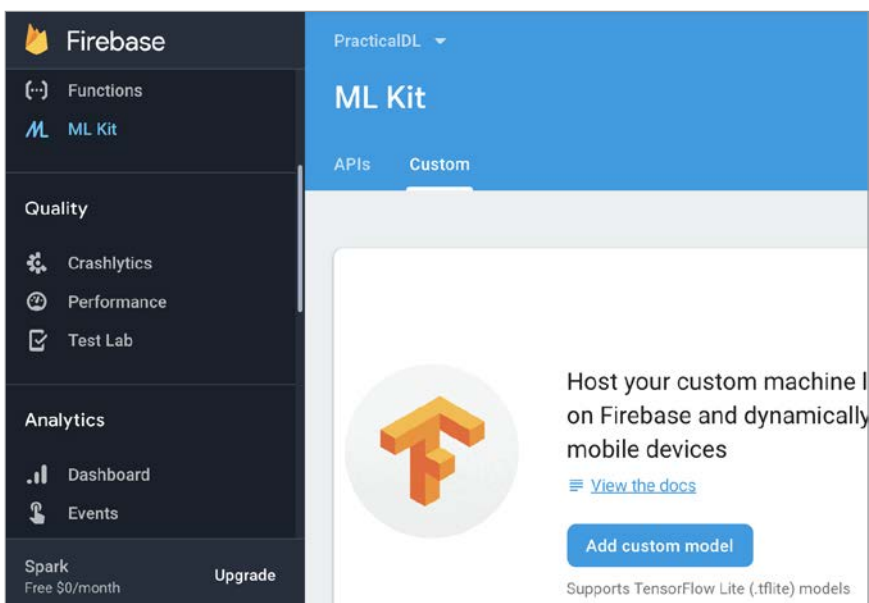 Firebase
Functions
ML Kit
Quality
Crashlytics
Performance
Test Lab
Analytics
Dashboard
Events
Spark
Free $0/month
Upgrade
PracticalDL
ML Kit
APIs Custom
Host your custom machine l
on Firebase and dynamically
mobile devices
View the docs
Add custom model
Supports TensorFlow Lite (.tflite) models